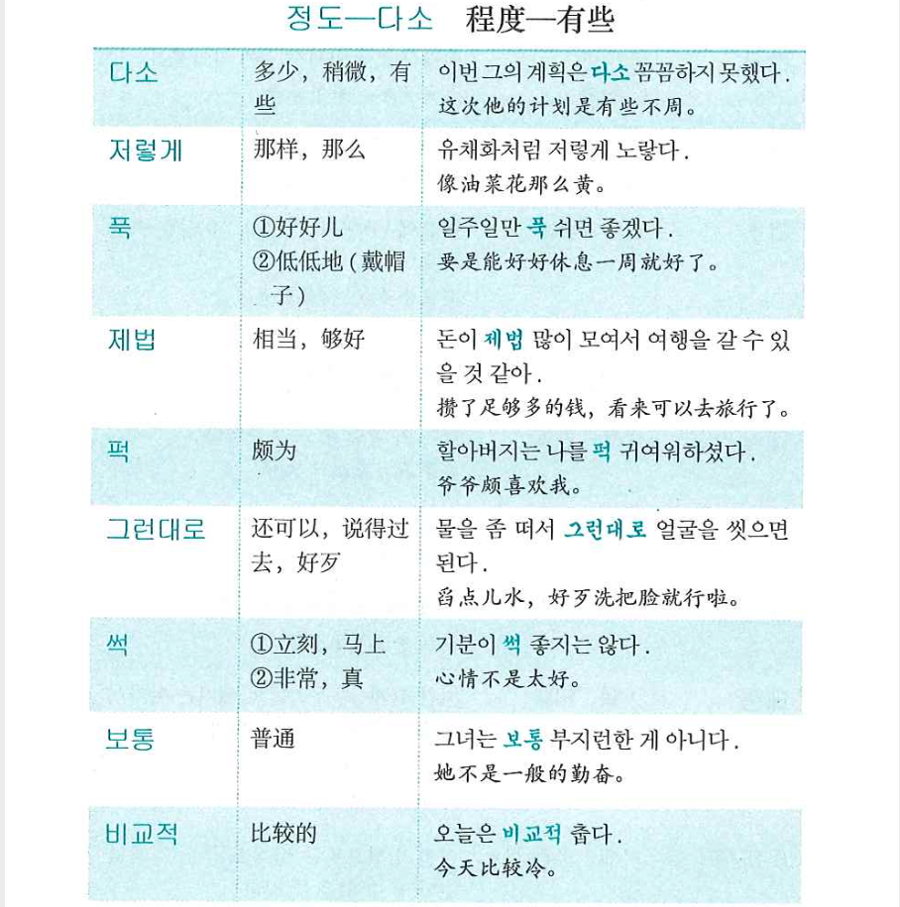 정도—다소 程度—有些
다소
多少，稍微，有
些
이번 그의 계획은 다소 꼼꼼하지 못했다.
这次他的计划是有些不周。
저렇게
那样，那么
유채화처럼 저렇게 노랗다.
像油菜花那么黄。
푹
①好好儿
②低低地(戴帽
子)
일주일만 푹 쉬면 좋겠다.
要是能好好休息一周就好了。
제법
相当，够好
돈이 제법 많이 모여서 여행을 갈 수 있
을 것 같아.
攒了足够多的钱，看来可以去旅行了。
퍽
颇为
할아버지는 나를 퍽 귀여워하셨다.
爷爷颇喜欢我。
그런대로
还可以，说得过
去，好歹
물을 좀 떠서 그런대로 얼굴을 씻으면
된다.
舀点儿水，好歹洗把脸就行啦。
썩
①立刻，马上
②非常，真
기분이 썩 좋지는 않다.
心情不是太好。
보통
普通
그녀는 보통 부지런한 게 아니다.
她不是一般的勤奋。
비교적
比较的
오늘은 비교적 춥다.
今天比较冷。